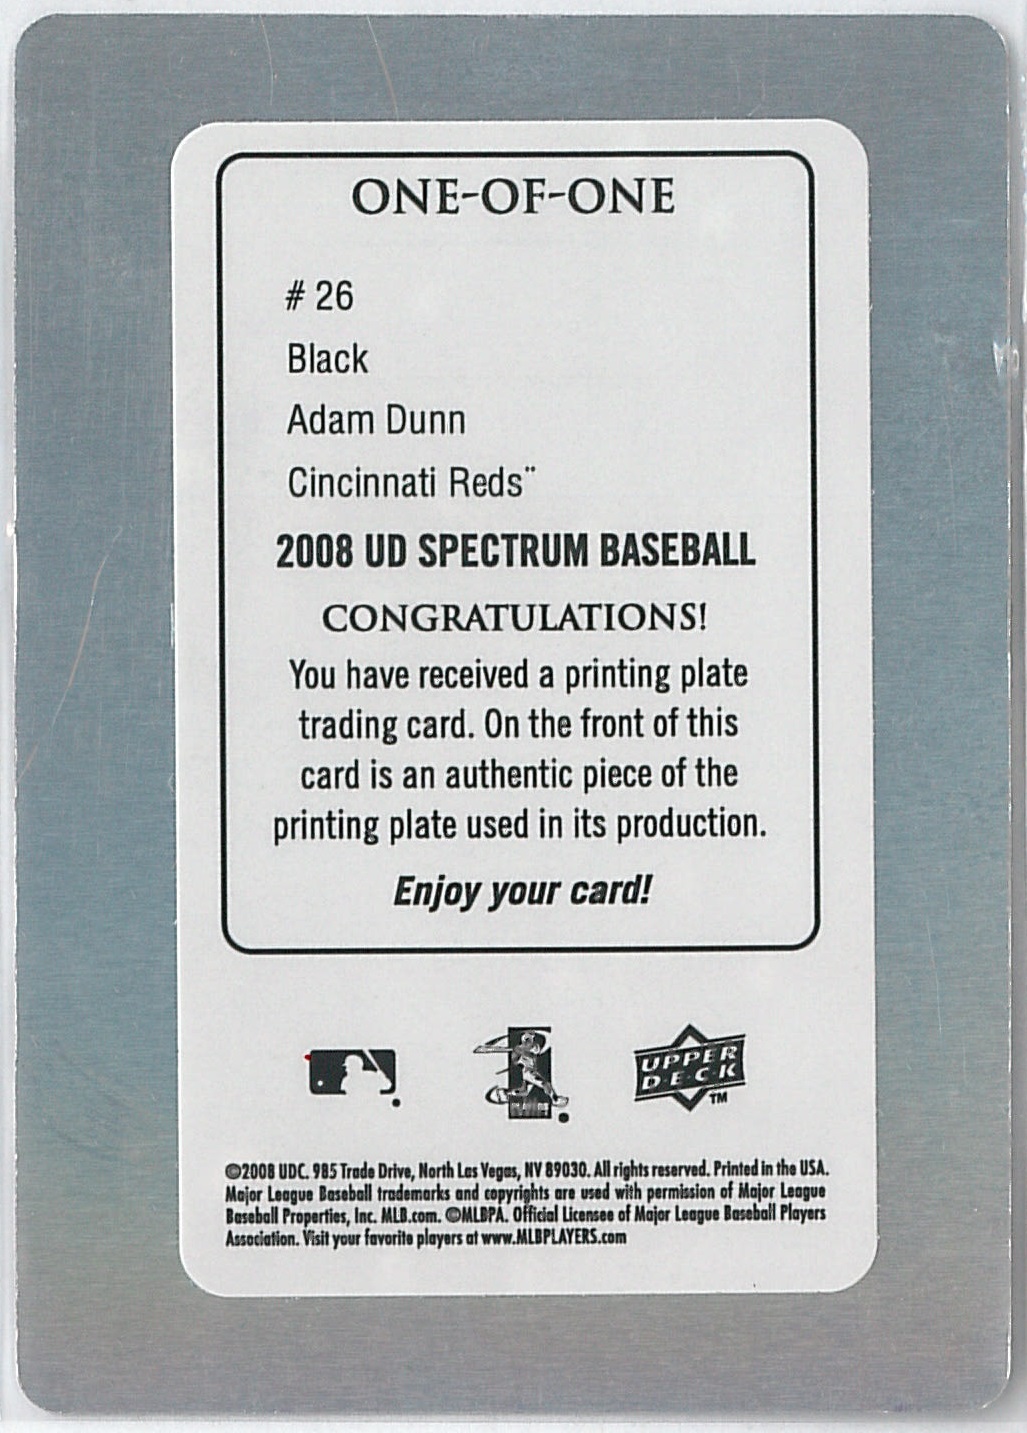 ONE-OF-ONE
# 26
Black
Adam Dunn
Cincinnati Reds™
2008 UD SPECTRUM BASEBALL
CONGRATULATIONS!
You have received a printing plate
trading card. On the front of this
card is an authentic piece of the
printing plate used in its production.
Enjoy your card!
UPPER
D·E·C·K
TM
©2008 UDC. 985 Trade Drive, North Las Vegas, NV 89030. All rights reserved. Printed in the USA.
Major League Baseball trademarks and copyrights are used with permission of Major League
Baseball Properties, Inc. MLB.com. ©MLBPA. Official Licensee of Major League Baseball Players
Association. Visit your favorite players at www.MLBPLAYERS.com